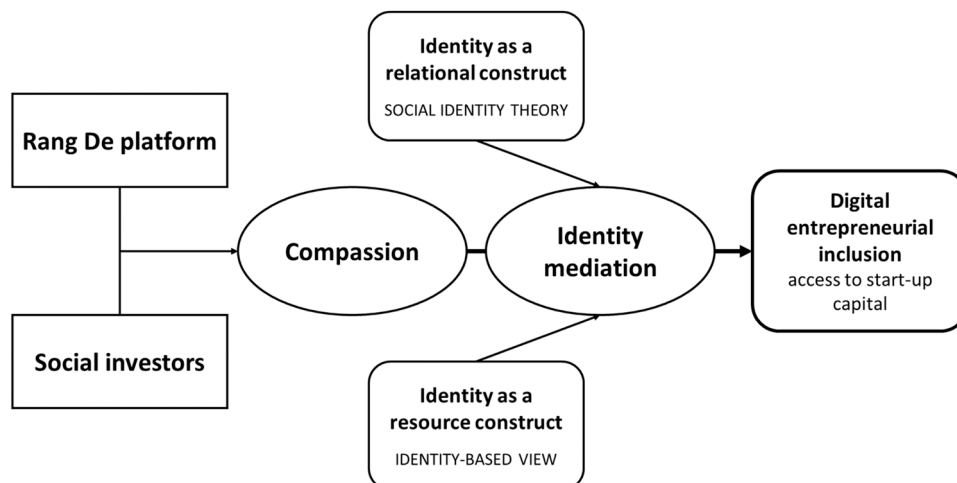 Identity as a
relational construct
SOCIAL IDENTITY THEORY
Rang De platform
Social investors
Compassion
Identity
mediation
Digital
entrepreneurial
inclusion
access to start-up
capital
Identity as a
resource construct
IDENTITY-BASED VIEW